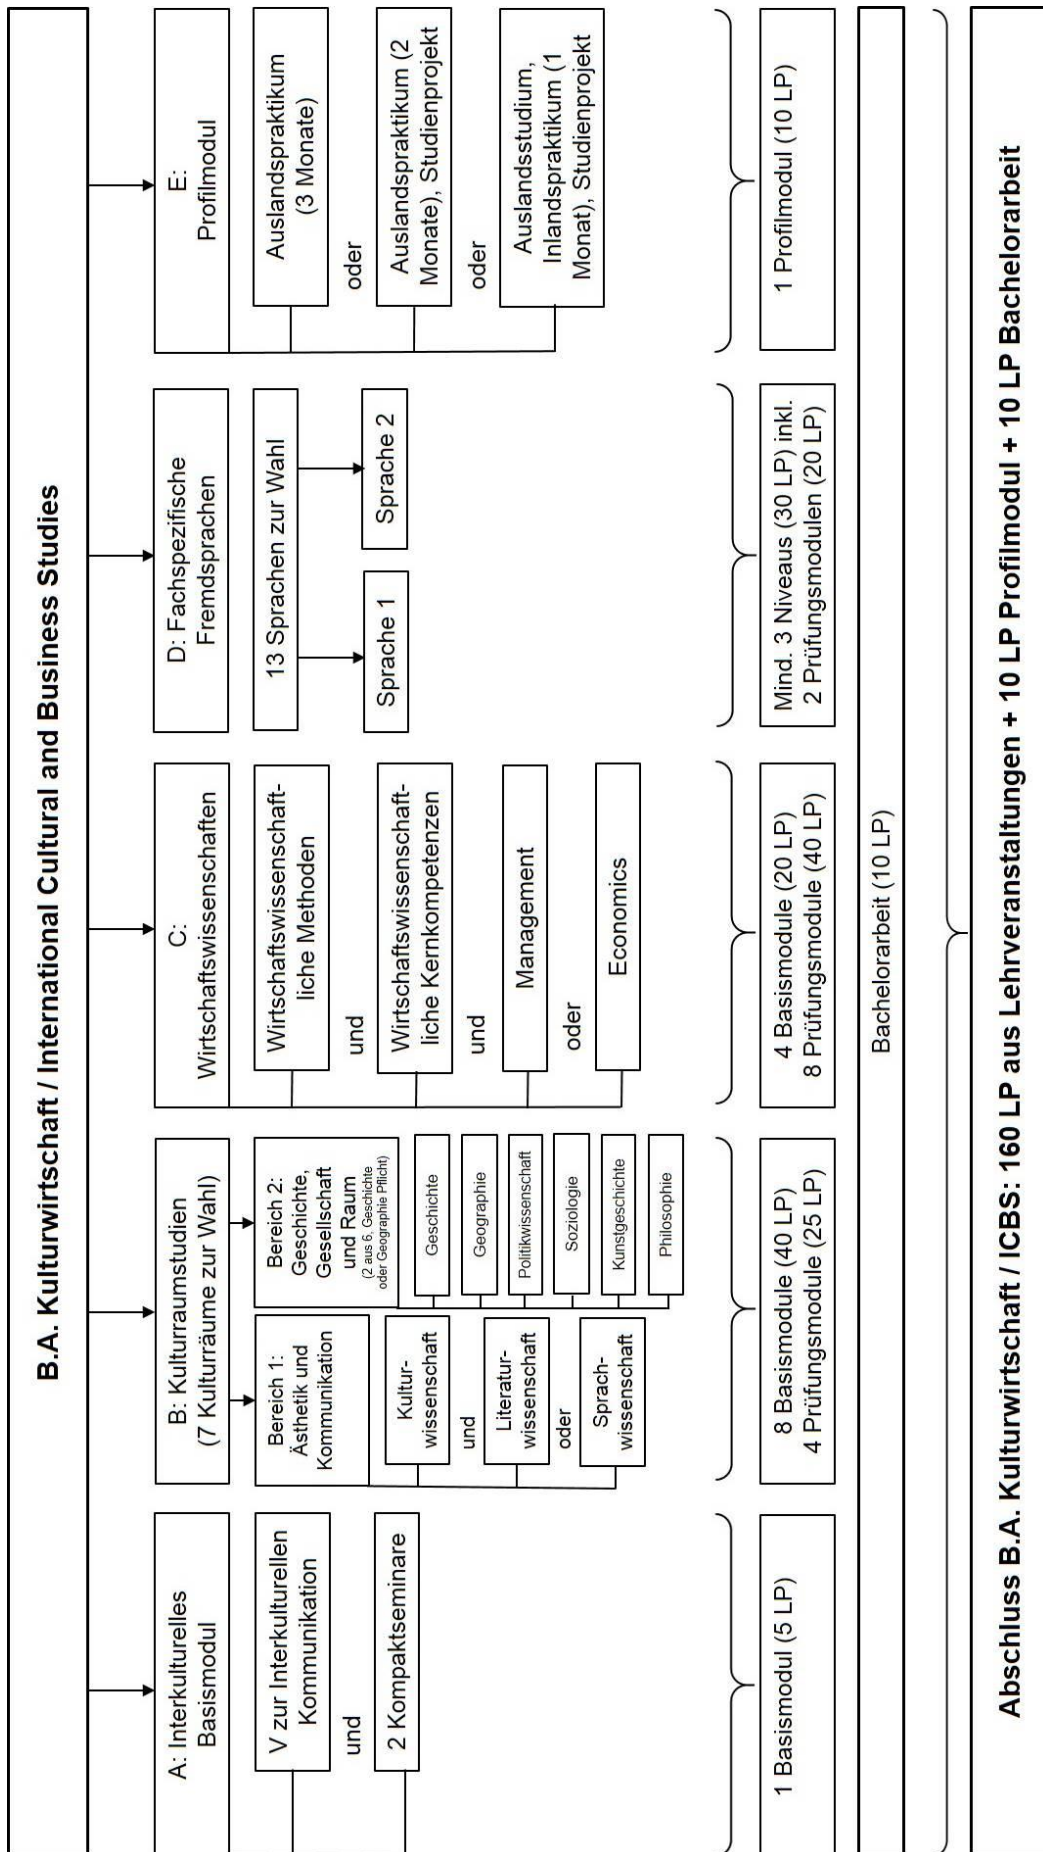 B.A. Kulturwirtschaft / International Cultural and Business Studies
A: Interkulturelles
Basismodul
V zur Interkulturellen
Kommunikation
und
2 Kompaktseminare
1 Basismodul (5 LP)
B: Kulturraumstudien
(7 Kulturräume zur Wahl)
Bereich 1:
Ästhetik und
Kommunikation
Kultur-
wissenschaft
und
Literatur-
wissenschaft
oder
Sprach-
wissenschaft
Bereich 2:
Geschichte,
Gesellschaft
und Raum
(2 aus 6, Geschichte
oder Geographie Pflicht)
Geschichte
Geographie
Politikwissenschaft
Soziologie
Kunstgeschichte
Philosophie
8 Basismodule (40 LP)
4 Prüfungsmodule (25 LP)
C:
Wirtschaftswissenschaften
Wirtschaftswissenschaft-
liche Methoden
und
Wirtschaftswissenschaft-
liche Kernkompetenzen
und
Management
oder
Economics
4 Basismodule (20 LP)
8 Prüfungsmodule (40 LP)
D: Fachspezifische
Fremdsprachen
13 Sprachen zur Wahl
Sprache 1
Sprache 2
Mind. 3 Niveaus (30 LP) inkl.
2 Prüfungsmodulen (20 LP)
E:
Profilmodul
Auslandspraktikum
(3 Monate)
oder
Auslandspraktikum (2
Monate), Studienprojekt
oder
Auslandsstudium,
Inlandspraktikum (1
Monat), Studienprojekt
1 Profilmodul (10 LP)
Bachelorarbeit (10 LP)
Abschluss B.A. Kulturwirtschaft / ICBS: 160 LP aus Lehrveranstaltungen + 10 LP Profilmodul + 10 LP Bachelorarbeit